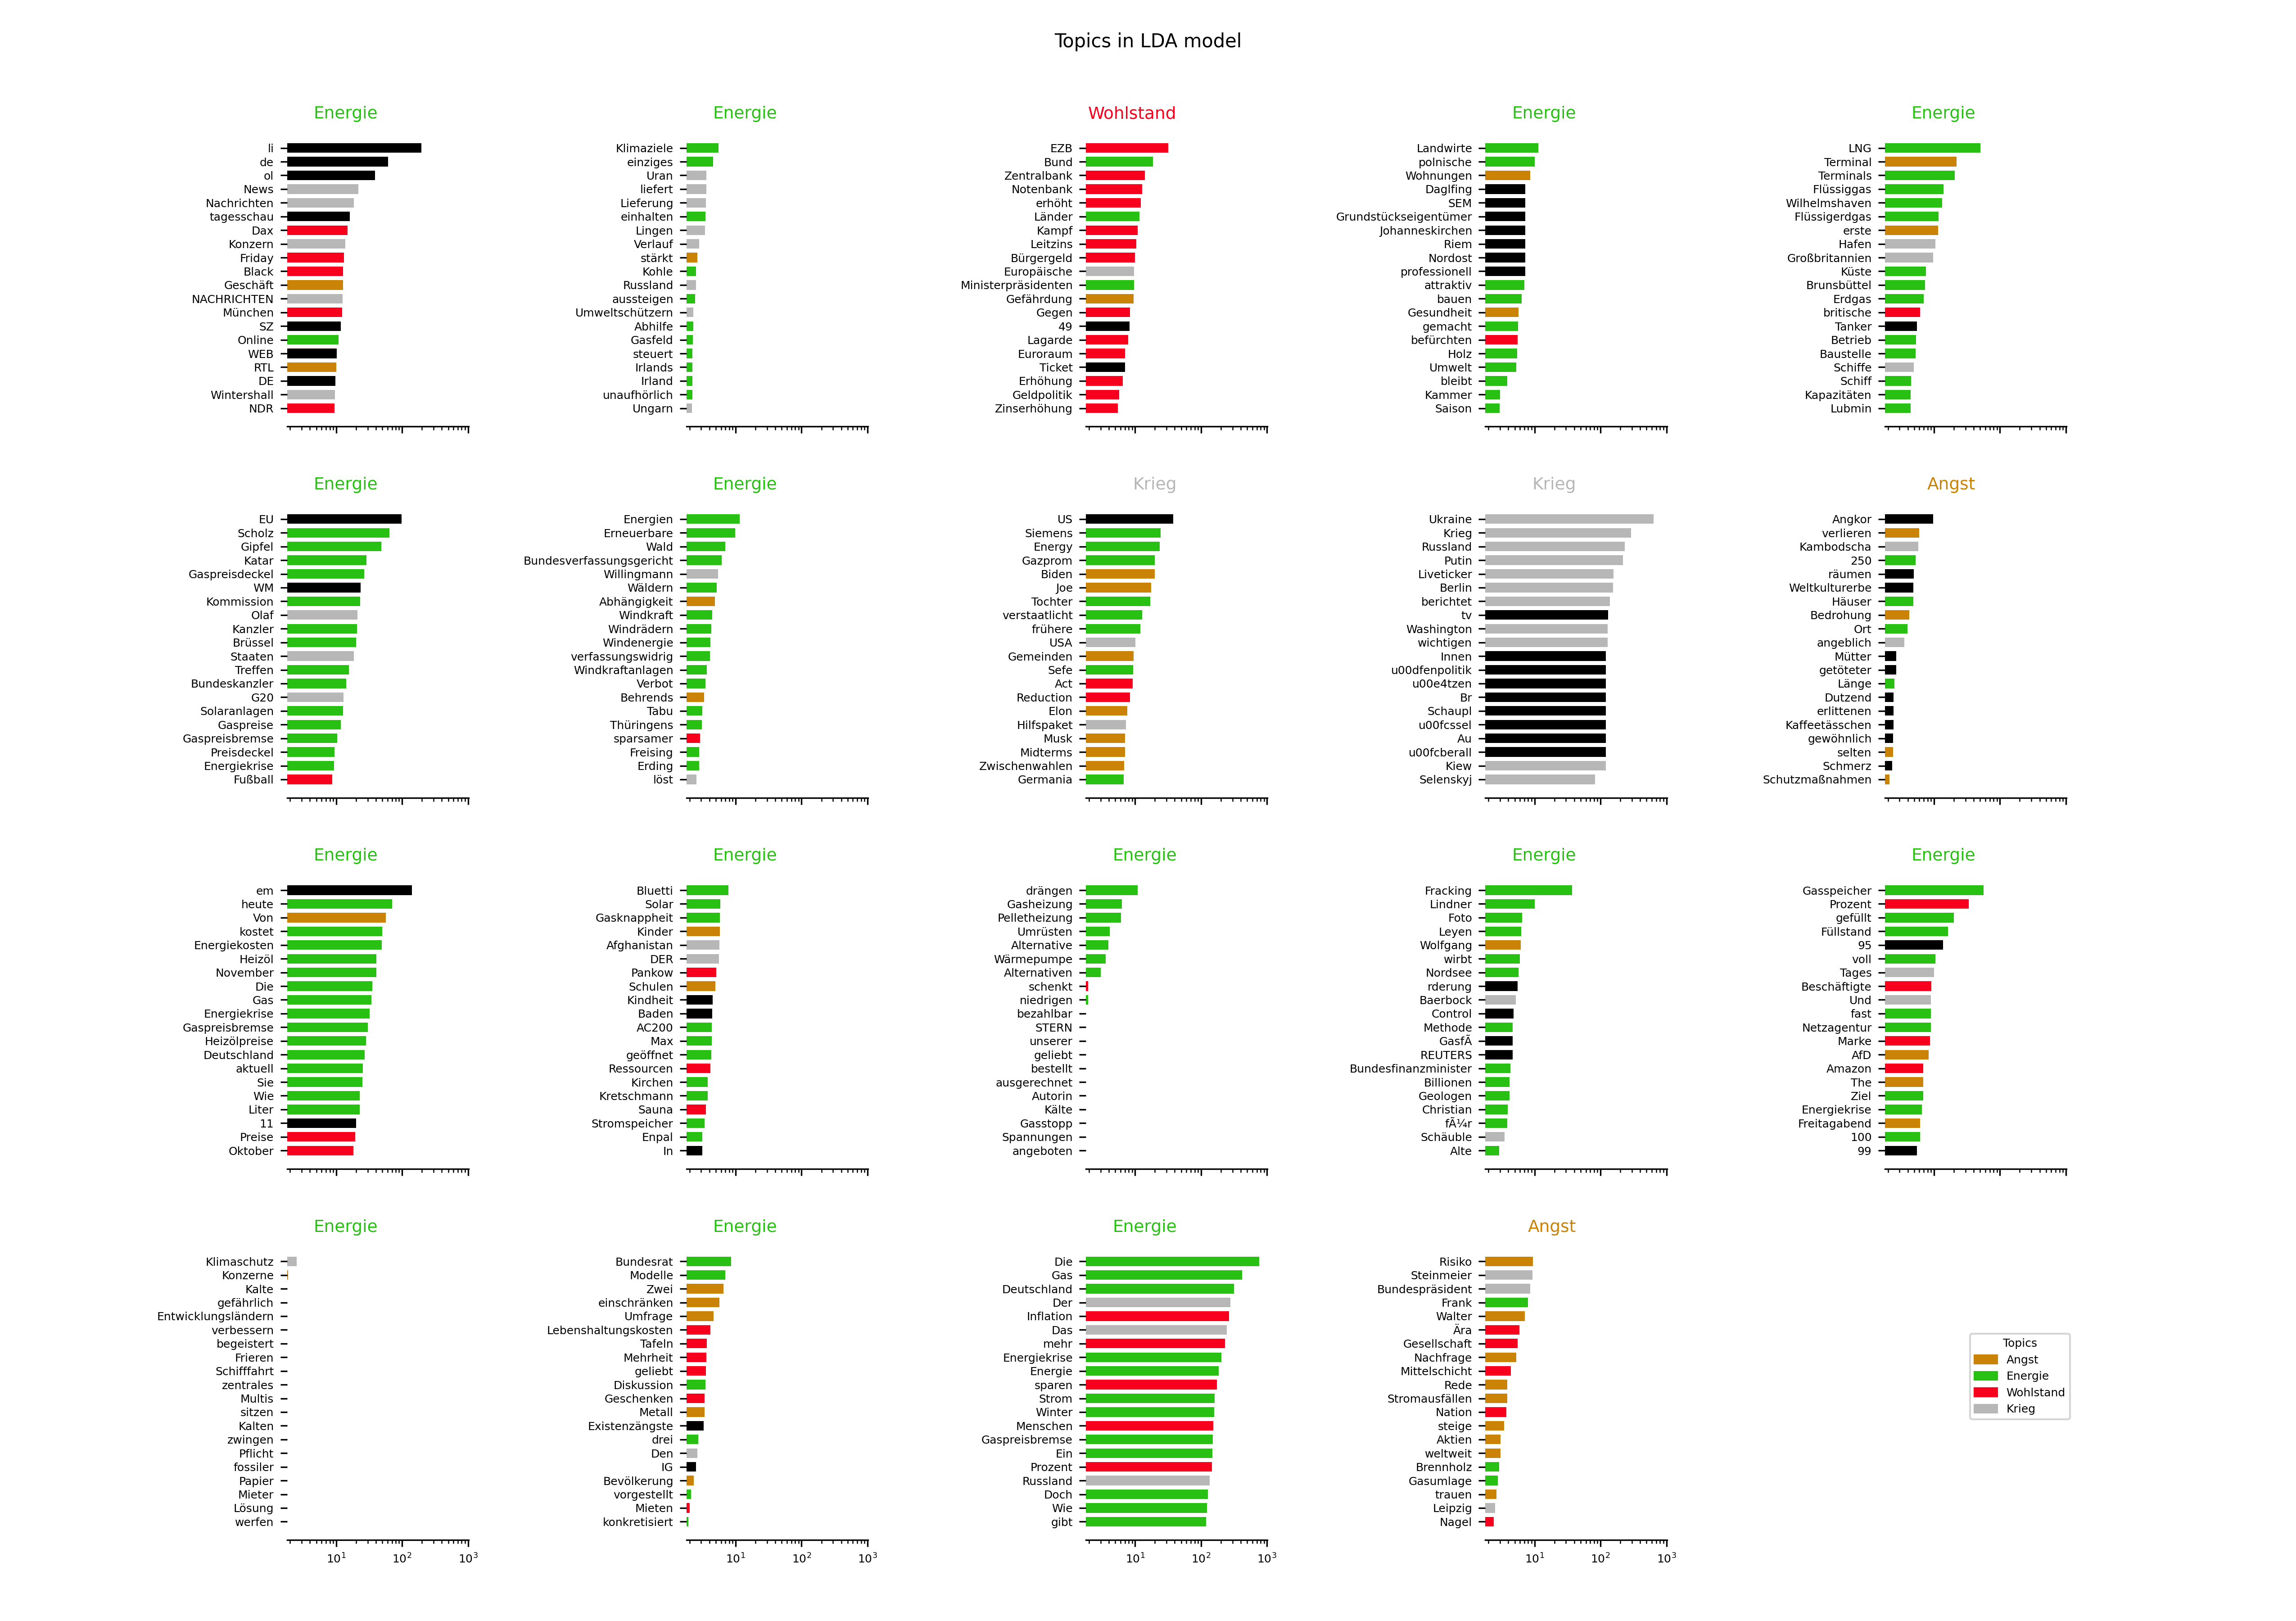 Topics in LDA model
Energie
li
de
ol
News
Nachrichten
tagesschau
Dax
Konzern
Friday
Black
Geschäft
NACHRICHTEN
München
SZ
Online
WEB
RTL
DE
Wintershall
NDR
Energie
Klimaziele
einziges
Uran
liefert
Lieferung
einhalten
Lingen
Verlauf
stärkt
Kohle
Russland
aussteigen
Umweltschützern
Abhilfe
Gasfeld
steuert
Irlands
Irland
unaufhörlich
Ungarn
Wohlstand
EZB
Bund
Zentralbank
Notenbank
erhöht
Länder
Kampf
Leitzins
Bürgergeld
Europäische
Ministerpräsidenten
Gefährdung
Gegen
49
Lagarde
Euroraum
Ticket
Erhöhung
Geldpolitik
Zinserhöhung
Energie
Landwirte
polnische
Wohnungen
Daglfing
SEM
Grundstückseigentümer
Johanneskirchen
Riem
Nordost
professionell
attraktiv
bauen
Gesundheit
gemacht
befürchten
Holz
Umwelt
bleibt
Kammer
Saison
Energie
LNG
Terminal
Terminals
Flüssiggas
Wilhelmshaven
Flüssigerdgas
erste
Hafen
Großbritannien
Küste
Brunsbüttel
Erdgas
britische
Tanker
Betrieb
Baustelle
Schiffe
Schiff
Kapazitäten
Lubmin
Energie
EU
Scholz
Gipfel
Katar
Gaspreisdeckel
WM
Kommission
Olaf
Kanzler
Brüssel
Staaten
Treffen
Bundeskanzler
G20
Solaranlagen
Gaspreise
Gaspreisbremse
Preisdeckel
Energiekrise
Fußball
Energie
Energien
Erneuerbare
Wald
Bundesverfassungsgericht
Willingmann
Wäldern
Abhängigkeit
Windkraft
Windrädern
Windenergie
verfassungswidrig
Windkraftanlagen
Verbot
Behrends
Tabu
Thüringens
sparsamer
Freising
Erding
löst
Krieg
US
Siemens
Energy
Gazprom
Biden
Joe
Tochter
verstaatlicht
frühere
USA
Gemeinden
Sefe
Act
Reduction
Elon
Hilfspaket
Musk
Midterms
Zwischenwahlen
Germania
Krieg
Ukraine
Krieg
Russland
Putin
Liveticker
Berlin
berichtet
tv
Washington
wichtigen
Innen
u00dfenpolitik
u00e4tzen
Br
Schaupl
u00fcssel
Au
u00fcberall
Kiew
Selenskyj
Angst
Angkor
verlieren
Kambodscha
250
räumen
Weltkulturerbe
Häuser
Bedrohung
Ort
angeblich
Mütter
getöteter
Länge
Dutzend
erlittenen
Kaffeetässchen
gewöhnlich
selten
Schmerz
Schutzmaßnahmen
Energie
em
heute
Von
kostet
Energiekosten
Heizöl
November
Die
Gas
Energiekrise
Gaspreisbremse
Heizölpreise
Deutschland
aktuell
Sie
Wie
Liter
11
Preise
Oktober
Energie
Bluetti
Solar
Gasknappheit
Kinder
Afghanistan
DER
Pankow
Schulen
Kindheit
Baden
AC200
Max
geöffnet
Ressourcen
Kirchen
Kretschmann
Sauna
Stromspeicher
Enpal
In
Energie
drängen
Gasheizung
Pelletheizung
Umrüsten
Alternative
Wärmepumpe
Alternativen
schenkt
niedrigen
bezahlbar
STERN
unserer
geliebt
bestellt
ausgerechnet
Autorin
Kälte
Gasstopp
Spannungen
angeboten
Energie
Fracking
Lindner
Foto
Leyen
Wolfgang
wirbt
Nordsee
rderung
Baerbock
Control
Methode
GasfÃ
REUTERS
Bundesfinanzminister
Billionen
Geologen
Christian
fÃ¼r
Schäuble
Alte
Energie
Gasspeicher
Prozent
gefüllt
Füllstand
95
voll
Tages
Beschäftigte
Und
fast
Netzagentur
Marke
AfD
Amazon
The
Ziel
Energiekrise
Freitagabend
100
99
Energie
Klimaschutz
Konzerne
Kalte
gefährlich
Entwicklungsländern
verbessern
begeistert
Frieren
Schifffahrt
zentrales
Multis
sitzen
Kalten
zwingen
Pflicht
fossiler
Papier
Mieter
Lösung
werfen
10¹ 10² 10³
Energie
Bundesrat
Modelle
Zwei
einschränken
Umfrage
Lebenshaltungskosten
Tafeln
Mehrheit
geliebt
Diskussion
Geschenken
Metall
Existenzängste
drei
Den
IG
Bevölkerung
vorgestellt
Mieten
konkretisiert
10¹ 10² 10³
Energie
Die
Gas
Deutschland
Der
Inflation
Das
mehr
Energiekrise
Energie
sparen
Strom
Winter
Menschen
Gaspreisbremse
Ein
Prozent
Russland
Doch
Wie
gibt
10¹ 10² 10³
Angst
Risiko
Steinmeier
Bundespräsident
Frank
Walter
Ära
Gesellschaft
Nachfrage
Mittelschicht
Rede
Stromausfällen
Nation
steige
Aktien
weltweit
Brennholz
Gasumlage
trauen
Leipzig
Nagel
10¹ 10² 10³
Topics
Angst
Energie
Wohlstand
Krieg